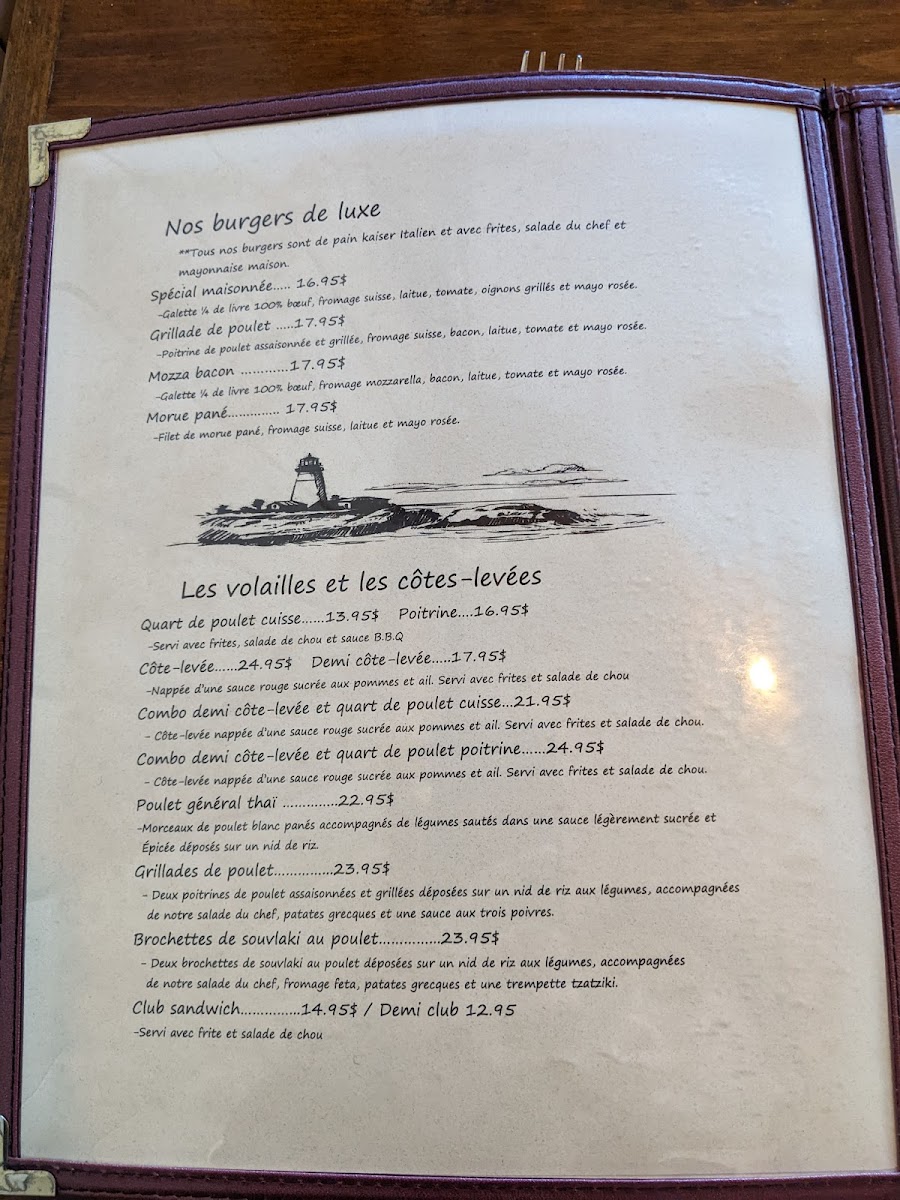 Nos burgers de luxe
**Tous nos burgers sont de pain kaiser Italien et avec frites, salade du chef et
mayonnaise maison.
Spécial maisonnée..... 16.95$
-Galette ¼ de livre 100% bœuf, fromage suisse, laitue, tomate, oignons grillés et mayo rosée.
Grillade de poulet .....17.95$
-Poitrine de poulet assaisonnée et grillée, fromage suisse, bacon, laitue, tomate et mayo rosée.
Mozza bacon ............17.95$
-Galette ¼ de livre 100% bœuf, fromage mozzarella, bacon, laitue, tomate et mayo rosée.
Morue pané.............. 17.95$
-Filet de morue pané, fromage suisse, laitue et mayo rosée.
Les volailles et les côtes-levées
Quart de poulet cuisse......13.95$ Poitrine....16.95$
-Servi avec frites, salade de chou et sauce B.B.Q
Côte-levée......24.95$ Demi côte-levée.....17.95$
-Nappée d'une sauce rouge sucrée aux pommes et ail. Servi avec frites et salade de chou
Combo demi côte-levée et quart de poulet cuisse...21.95$
- Côte-levée nappée d'une sauce rouge sucrée aux pommes et ail. Servi avec frites et salade de chou.
Combo demi côte-levée et quart de poulet poitrine......24.95$
- Côte-levée nappée d'une sauce rouge sucrée aux pommes et ail. Servi avec frites et salade de chou.
Poulet général thaï ..............22.95$
-Morceaux de poulet blanc panés accompagnés de légumes sautés dans une sauce légèrement sucrée et
Épicée déposés sur un nid de riz.
Grillades de poulet...............23.95$
- Deux poitrines de poulet assaisonnées et grillées déposées sur un nid de riz aux légumes, accompagnées
de notre salade du chef, patates grecques et une sauce aux trois poivres.
Brochettes de souvlaki au poulet...............23.95$
- Deux brochettes de souvlaki au poulet déposées sur un nid de riz aux légumes, accompagnées
de notre salade du chef, fromage feta, patates grecques et une trempette tzatziki.
Club sandwich...............14.95$ / Demi club 12.95
-Servi avec frite et salade de chou